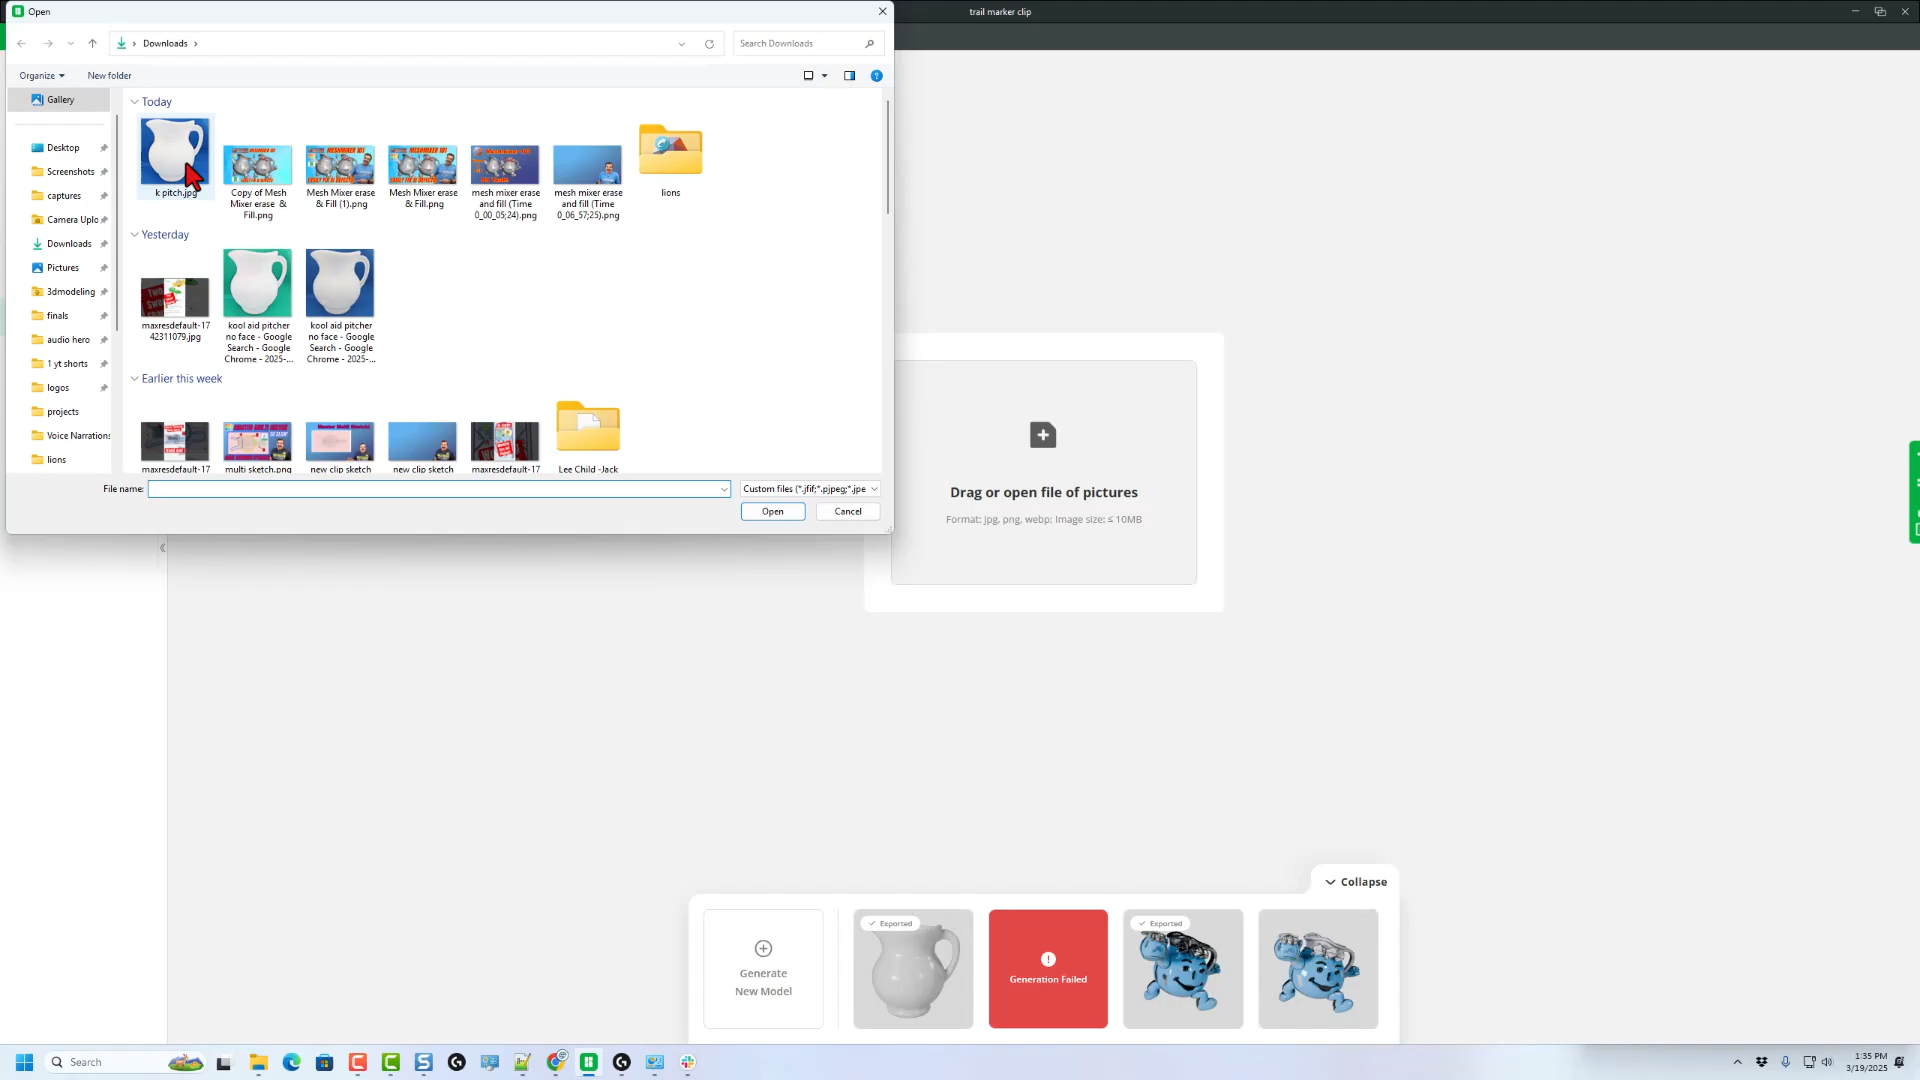 Open
trail marker clip
Downloads
Search Downloads
Organize
New folder
Gallery
Desktop
Screenshots
captures
Camera Uplo
Downloads
Pictures
3dmodeling
finals
audio hero
1 yt shorts
logos
projects
Voice Narrations
lions
Today
k pitch.jpg
Copy of Mesh
Mixer erase &
Fill.png
Mesh Mixer erase
& Fill (1).png
Mesh Mixer erase
& Fill.png
mesh mixer erase
and fill (Time
0_00_05;24).png
mesh mixer erase
and fill (Time
0_06_57;25).png
lions
Yesterday
maxresdefault-17
42311079.jpg
kool aid pitcher
no face - Google
Search - Google
Chrome - 2025-...
kool aid pitcher
no face - Google
Search - Google
Chrome - 2025-...
Earlier this week
maxresdefault-17
multi sketch.png
new clip sketch
new clip sketch
maxresdefault-17
Lee Child -Jack
File name:
Custom files (*.jfif;*.pjpeg;*.jpe
Open
Cancel
Drag or open file of pictures
Format: jpg, png, webp; Image size: ≤ 10MB
Collapse
Generate
New Model
Exported
Generation Failed
Exported
Search
1:35 PM
3/19/2025